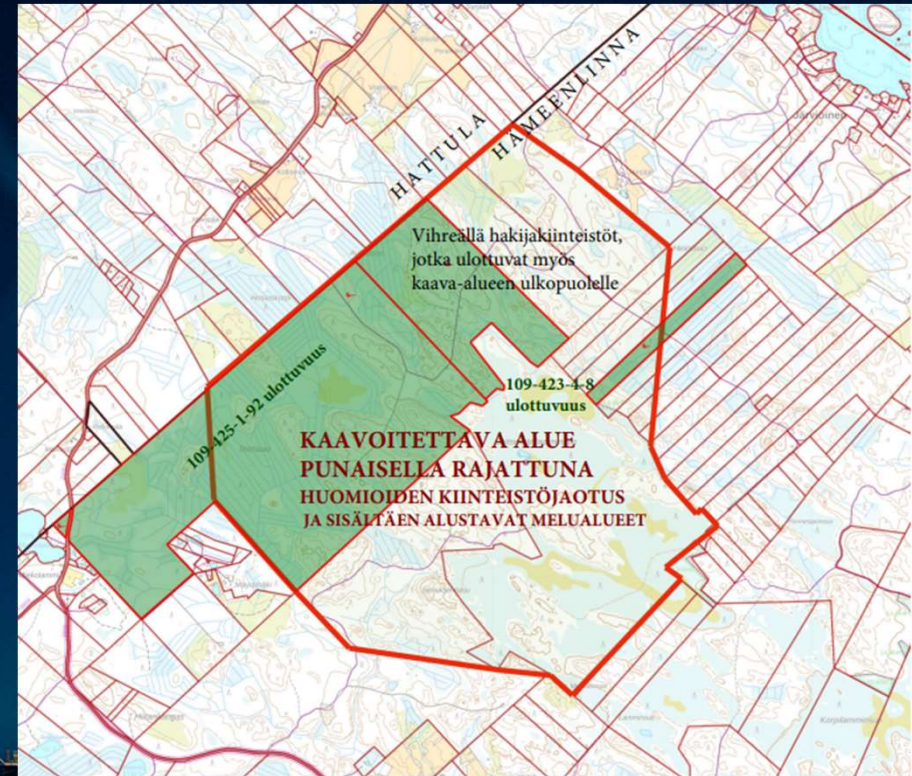 HATTULA
HÄMEENLINNA
Järvioinen
Vihreällä hakijakiinteistöt,
jotka ulottuvat myös
kaava-alueen ulkopuolelle
109-425-1-92 ulottuvuus
109-423-4-8
ulottuvuus
KAAVOITETTAVA ALUE
PUNAISELLA RAJATTUNA
HUOMIOIDEN KIINTEISTÖJAOTUS
JA SISÄLTÄEN ALUSTAVAT MELUALUEET